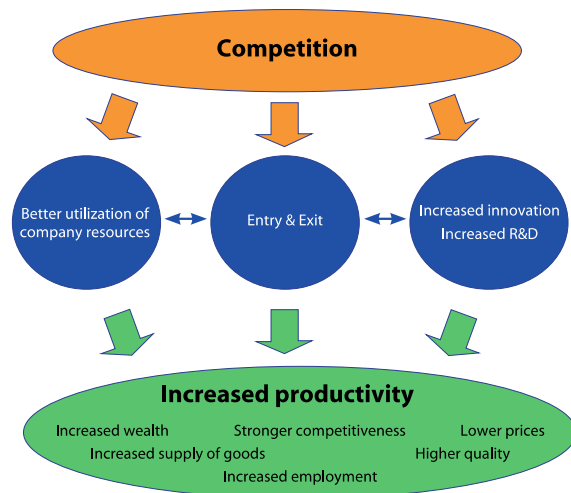 Competition
Better utilization of
company resources
Entry & Exit
Increased innovation
Increased R&D
Increased productivity
Increased wealth Stronger competitiveness Lower prices
Increased supply of goods Higher quality
Increased employment